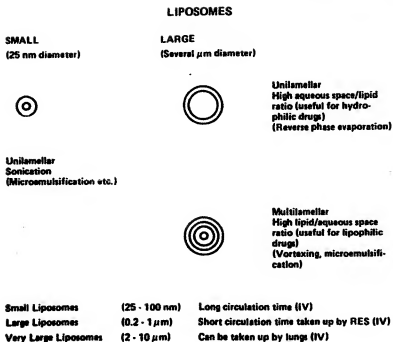 LIPOSOMES
SMALL
(25 nm diameter)
LARGE
(Several μm diameter)
Unilamellar
High aqueous space/lipid
ratio (useful for hydro-
philic drugs)
(Reverse phase evaporation)
Unilamellar
Sonication
(Microemulsification etc.)
Multilamellar
High lipid/aqueous space
ratio (useful for lipophilic
drugs)
(Vortexing, microemulsifi-
cation)
Small Liposomes (25 - 100 nm) Long circulation time (IV)
Large Liposomes (0.2 - 1 μm) Short circulation time taken up by RES (IV)
Very Large Liposomes (2 - 10 μm) Can be taken up by lungs (IV)